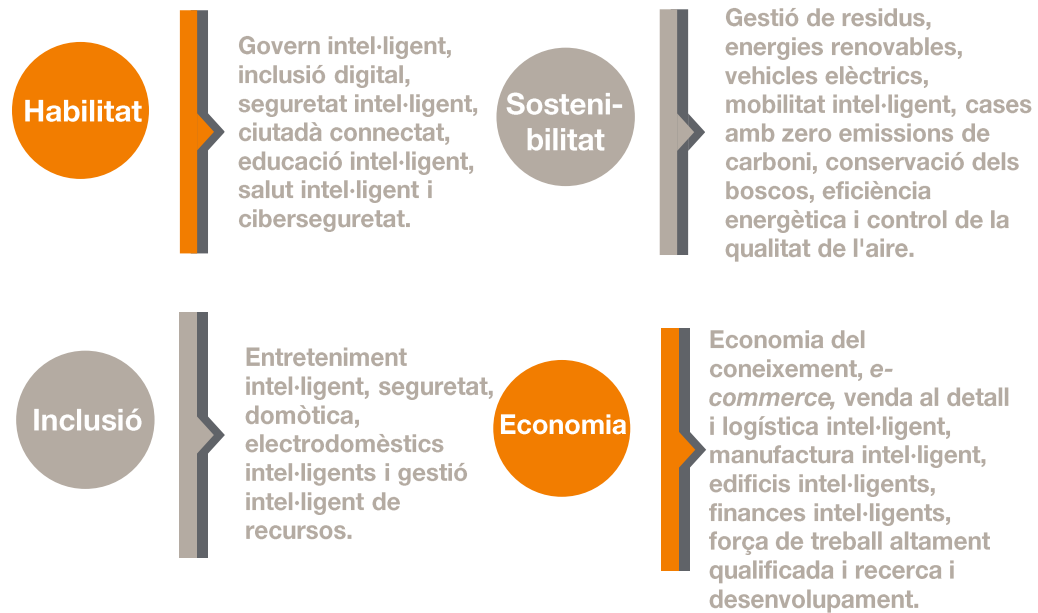 Habilitat
Govern intel·ligent,
inclusió digital,
seguretat intel·ligent,
ciutadà connectat,
educació intel·ligent,
salut intel·ligent i
ciberseguretat.
Sosteni-
bilitat
Gestió de residus,
energies renovables,
vehicles elèctrics,
mobilitat intel·ligent, cases
amb zero emissions de
carboni, conservació dels
boscos, eficiència
energètica i control de la
qualitat de l'aire.
Inclusió
Entreteniment
intel·ligent, seguretat,
domòtica,
electrodomèstics
intel·ligents i gestió
intel·ligent de
recursos.
Economia
Economia del
coneixement, e-
commerce, venda al detall
i logística intel·ligent,
manufactura intel·ligent,
edificis intel·ligents,
finances intel·ligents,
força de treball altament
qualificada i recerca i
desenvolupament.